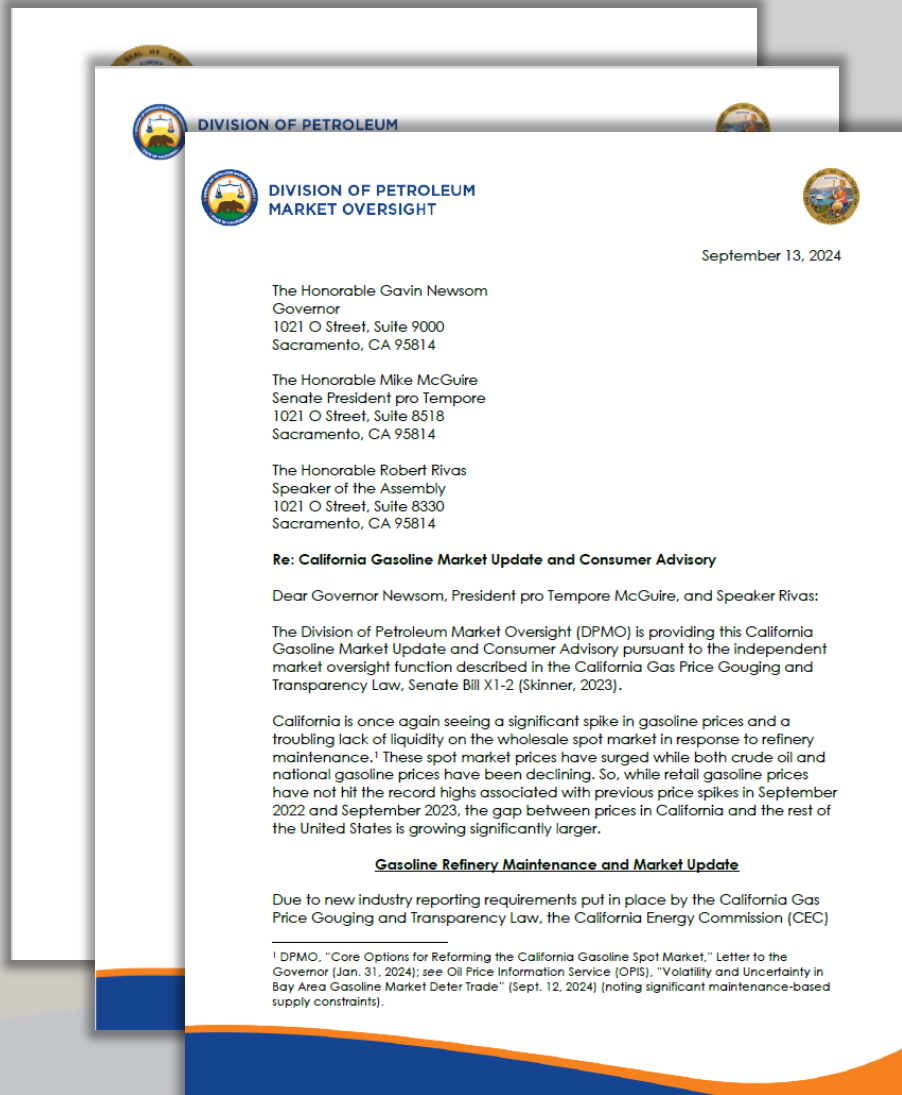 DIVISION OF PETROLEUM
DIVISION OF PETROLEUM
MARKET OVERSIGHT
September 13, 2024
The Honorable Gavin Newsom
Governor
1021 O Street, Suite 9000
Sacramento, CA 95814
The Honorable Mike McGuire
Senate President pro Tempore
1021 O Street, Suite 8518
Sacramento, CA 95814
The Honorable Robert Rivas
Speaker of the Assembly
1021 O Street, Suite 8330
Sacramento, CA 95814
Re: California Gasoline Market Update and Consumer Advisory
Dear Governor Newsom, President pro Tempore McGuire, and Speaker Rivas:
The Division of Petroleum Market Oversight (DPMO) is providing this California
Gasoline Market Update and Consumer Advisory pursuant to the independent
market oversight function described in the California Gas Price Gouging and
Transparency Law, Senate Bill X1-2 (Skinner, 2023).
California is once again seeing a significant spike in gasoline prices and a
troubling lack of liquidity on the wholesale spot market in response to refinery
maintenance.¹ These spot market prices have surged while both crude oil and
national gasoline prices have been declining. So, while retail gasoline prices
have not hit the record highs associated with previous price spikes in September
2022 and September 2023, the gap between prices in California and the rest of
the United States is growing significantly larger.
Gasoline Refinery Maintenance and Market Update
Due to new industry reporting requirements put in place by the California Gas
Price Gouging and Transparency Law, the California Energy Commission (CEC)
¹ DPMO, "Core Options for Reforming the California Gasoline Spot Market," Letter to the
Governor (Jan. 31, 2024); see Oil Price Information Service (OPIS), "Volatility and Uncertainty in
Bay Area Gasoline Market Deter Trade" (Sept. 12, 2024) (noting significant maintenance-based
supply constraints).